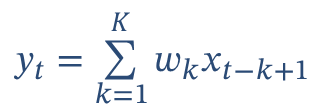 $y_t = \sum_{k=1}^{K} w_k x_{t-k+1}$